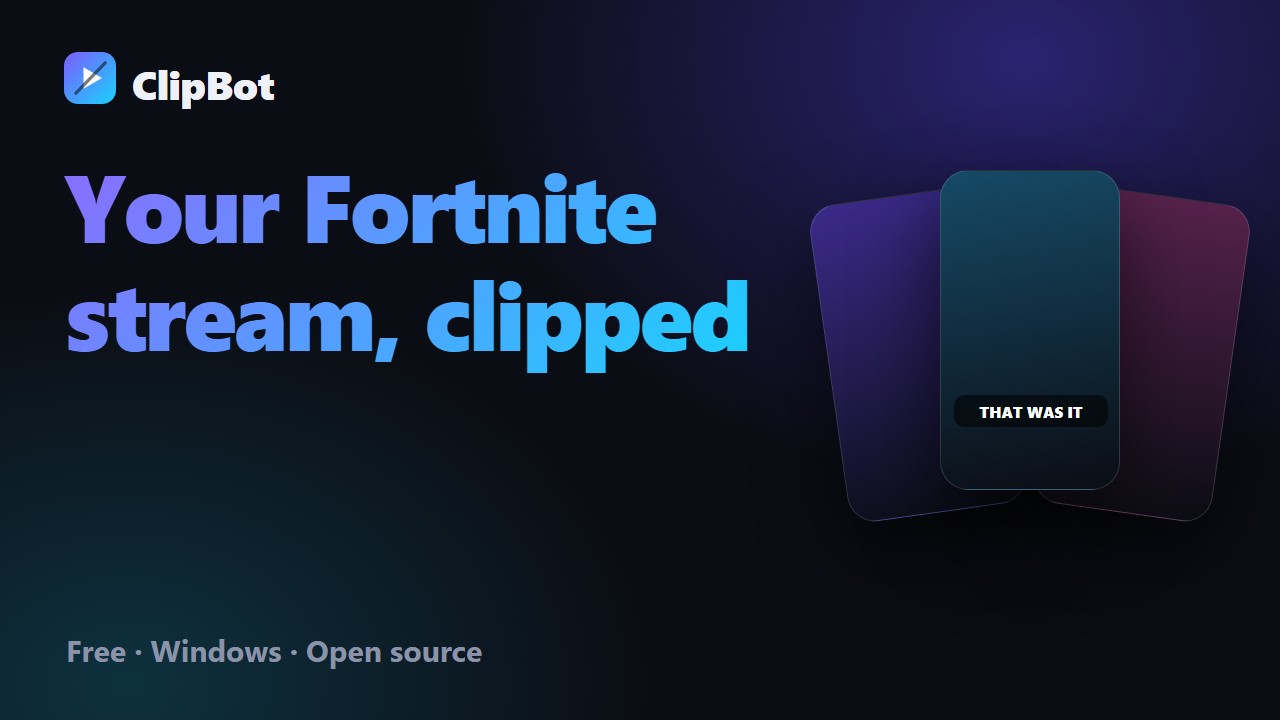 ClipBot
Your Fortnite
stream, clipped
THAT WAS IT
Free · Windows · Open source